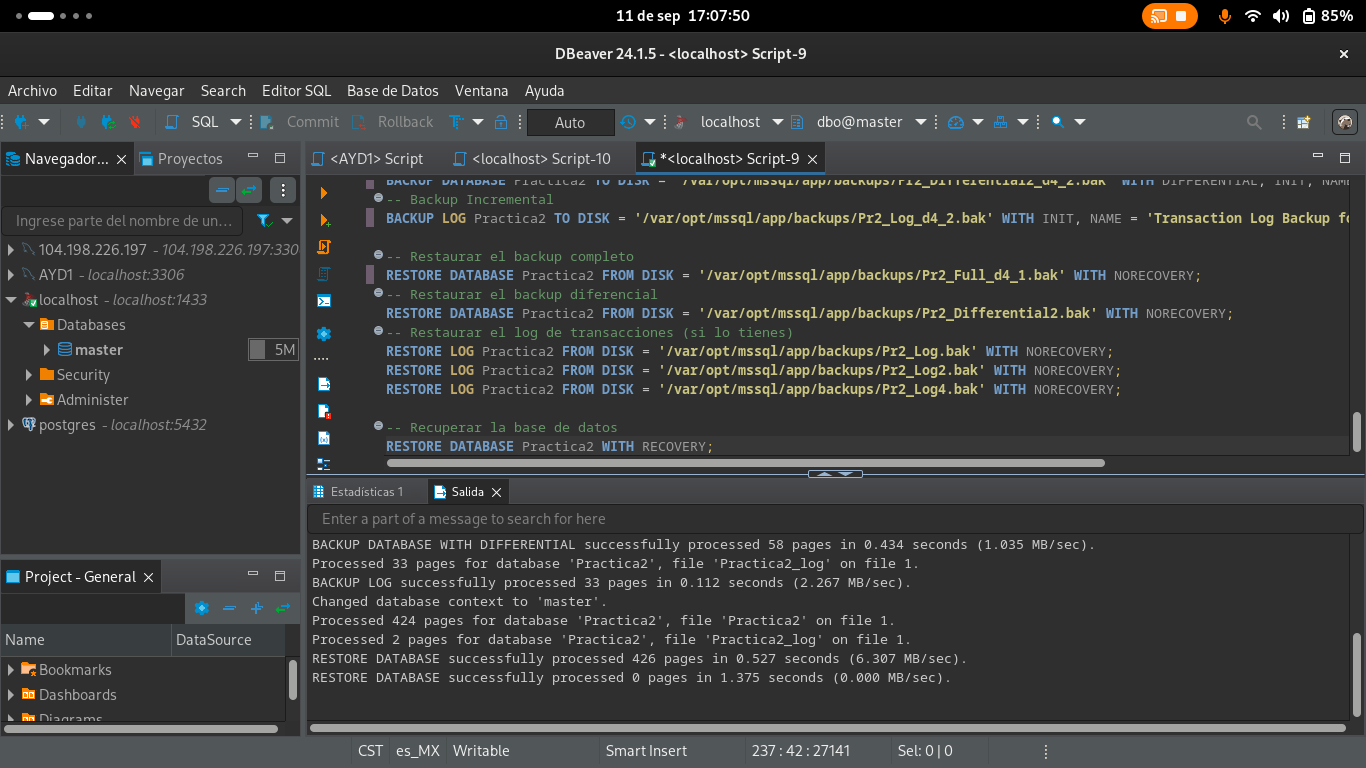 11 de sep 17:07:50
85%
DBeaver 24.1.5 - <localhost> Script-9
Archivo Editar Navegar Search Editor SQL Base de Datos Ventana Ayuda
SQL Commit Rollback Auto localhost dbo@master
Navegador... Proyectos
<AYD1> Script <localhost> Script-10 *<localhost> Script-9
Ingrese parte del nombre de un...
104.198.226.197 - 104.198.226.197:330
AYD1 - localhost:3306
localhost - localhost:1433
Databases
master 5M
Security
Administer
postgres - localhost:5432
BACKUP DATABASE Practica2 TO DISK = '/var/opt/mssql/app/backups/Pr2_Differential2_d4_2.bak' WITH DIFFERENTIAL, INIT, NAME
-- Backup Incremental
BACKUP LOG Practica2 TO DISK = '/var/opt/mssql/app/backups/Pr2_Log_d4_2.bak' WITH INIT, NAME = 'Transaction Log Backup fo
-- Restaurar el backup completo
RESTORE DATABASE Practica2 FROM DISK = '/var/opt/mssql/app/backups/Pr2_Full_d4_1.bak' WITH NORECOVERY;
-- Restaurar el backup diferencial
RESTORE DATABASE Practica2 FROM DISK = '/var/opt/mssql/app/backups/Pr2_Differential2.bak' WITH NORECOVERY;
-- Restaurar el log de transacciones (si lo tienes)
RESTORE LOG Practica2 FROM DISK = '/var/opt/mssql/app/backups/Pr2_Log.bak' WITH NORECOVERY;
RESTORE LOG Practica2 FROM DISK = '/var/opt/mssql/app/backups/Pr2_Log2.bak' WITH NORECOVERY;
RESTORE LOG Practica2 FROM DISK = '/var/opt/mssql/app/backups/Pr2_Log4.bak' WITH NORECOVERY;
-- Recuperar la base de datos
RESTORE DATABASE Practica2 WITH RECOVERY;
Estadísticas 1 Salida
Enter a part of a message to search for here
BACKUP DATABASE WITH DIFFERENTIAL successfully processed 58 pages in 0.434 seconds (1.035 MB/sec).
Processed 33 pages for database 'Practica2', file 'Practica2_log' on file 1.
BACKUP LOG successfully processed 33 pages in 0.112 seconds (2.267 MB/sec).
Changed database context to 'master'.
Processed 424 pages for database 'Practica2', file 'Practica2' on file 1.
Processed 2 pages for database 'Practica2', file 'Practica2_log' on file 1.
RESTORE DATABASE successfully processed 426 pages in 0.527 seconds (6.307 MB/sec).
RESTORE DATABASE successfully processed 0 pages in 1.375 seconds (0.000 MB/sec).
Project - General
Name DataSource
Bookmarks
Dashboards
Diagrams
CST es_MX Writable Smart Insert 237 : 42 : 27141 Sel: 0 | 0